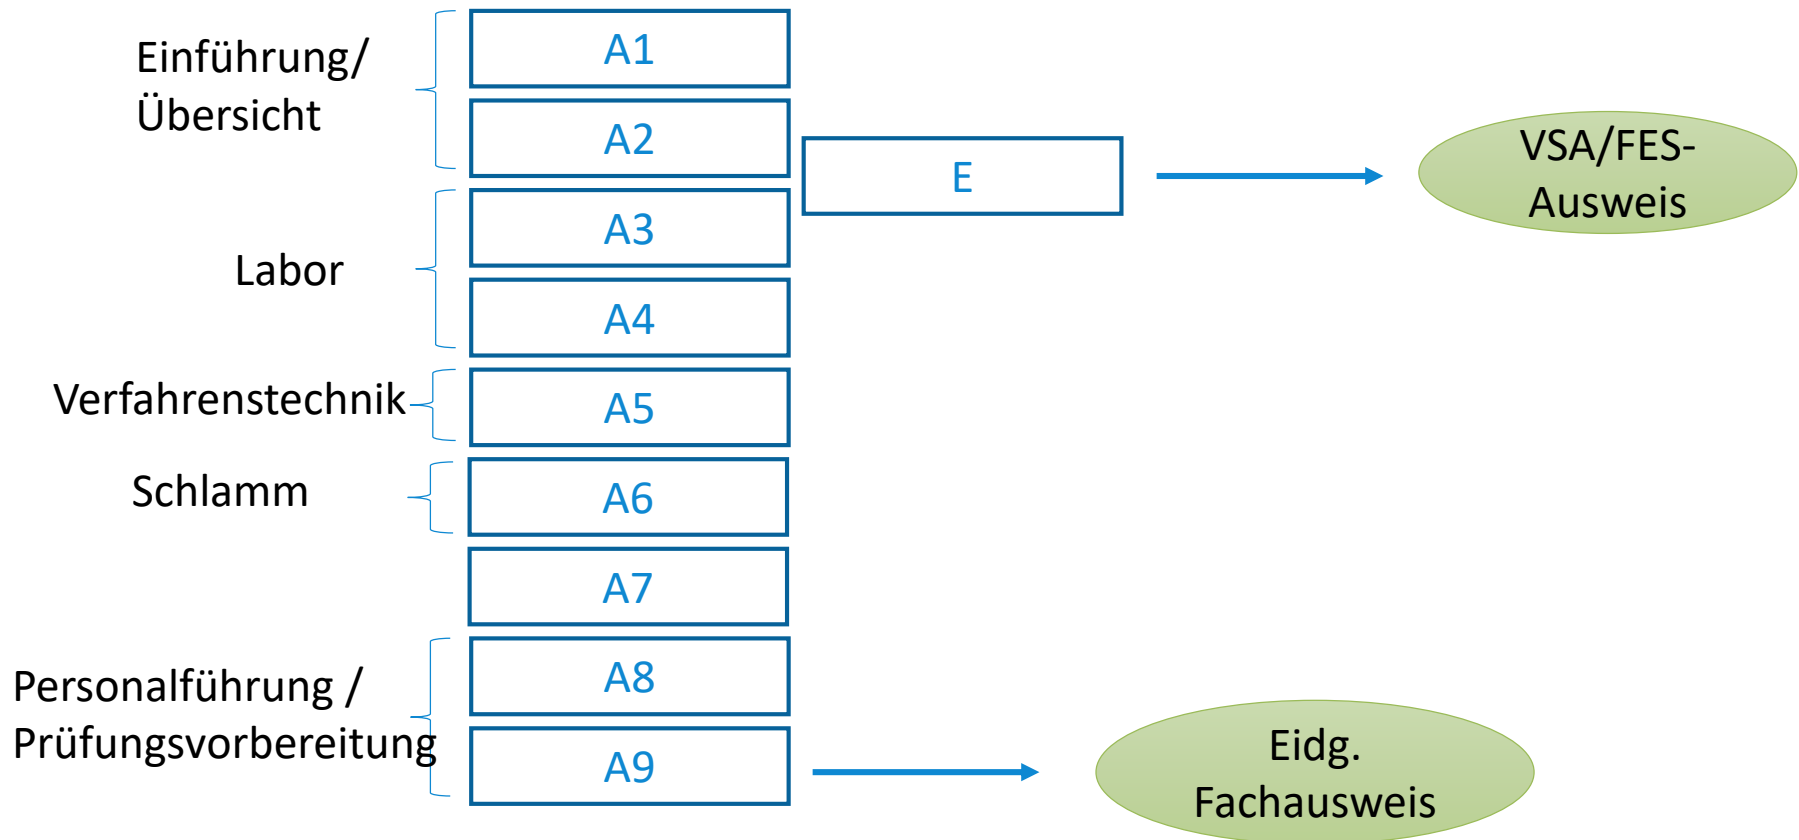 Einführung/
Übersicht
A1
A2
E
VSA/FES-
Ausweis
Labor
A3
A4
Verfahrenstechnik
A5
Schlamm
A6
A7
Personalführung /
Prüfungsvorbereitung
A8
A9
Eidg.
Fachausweis